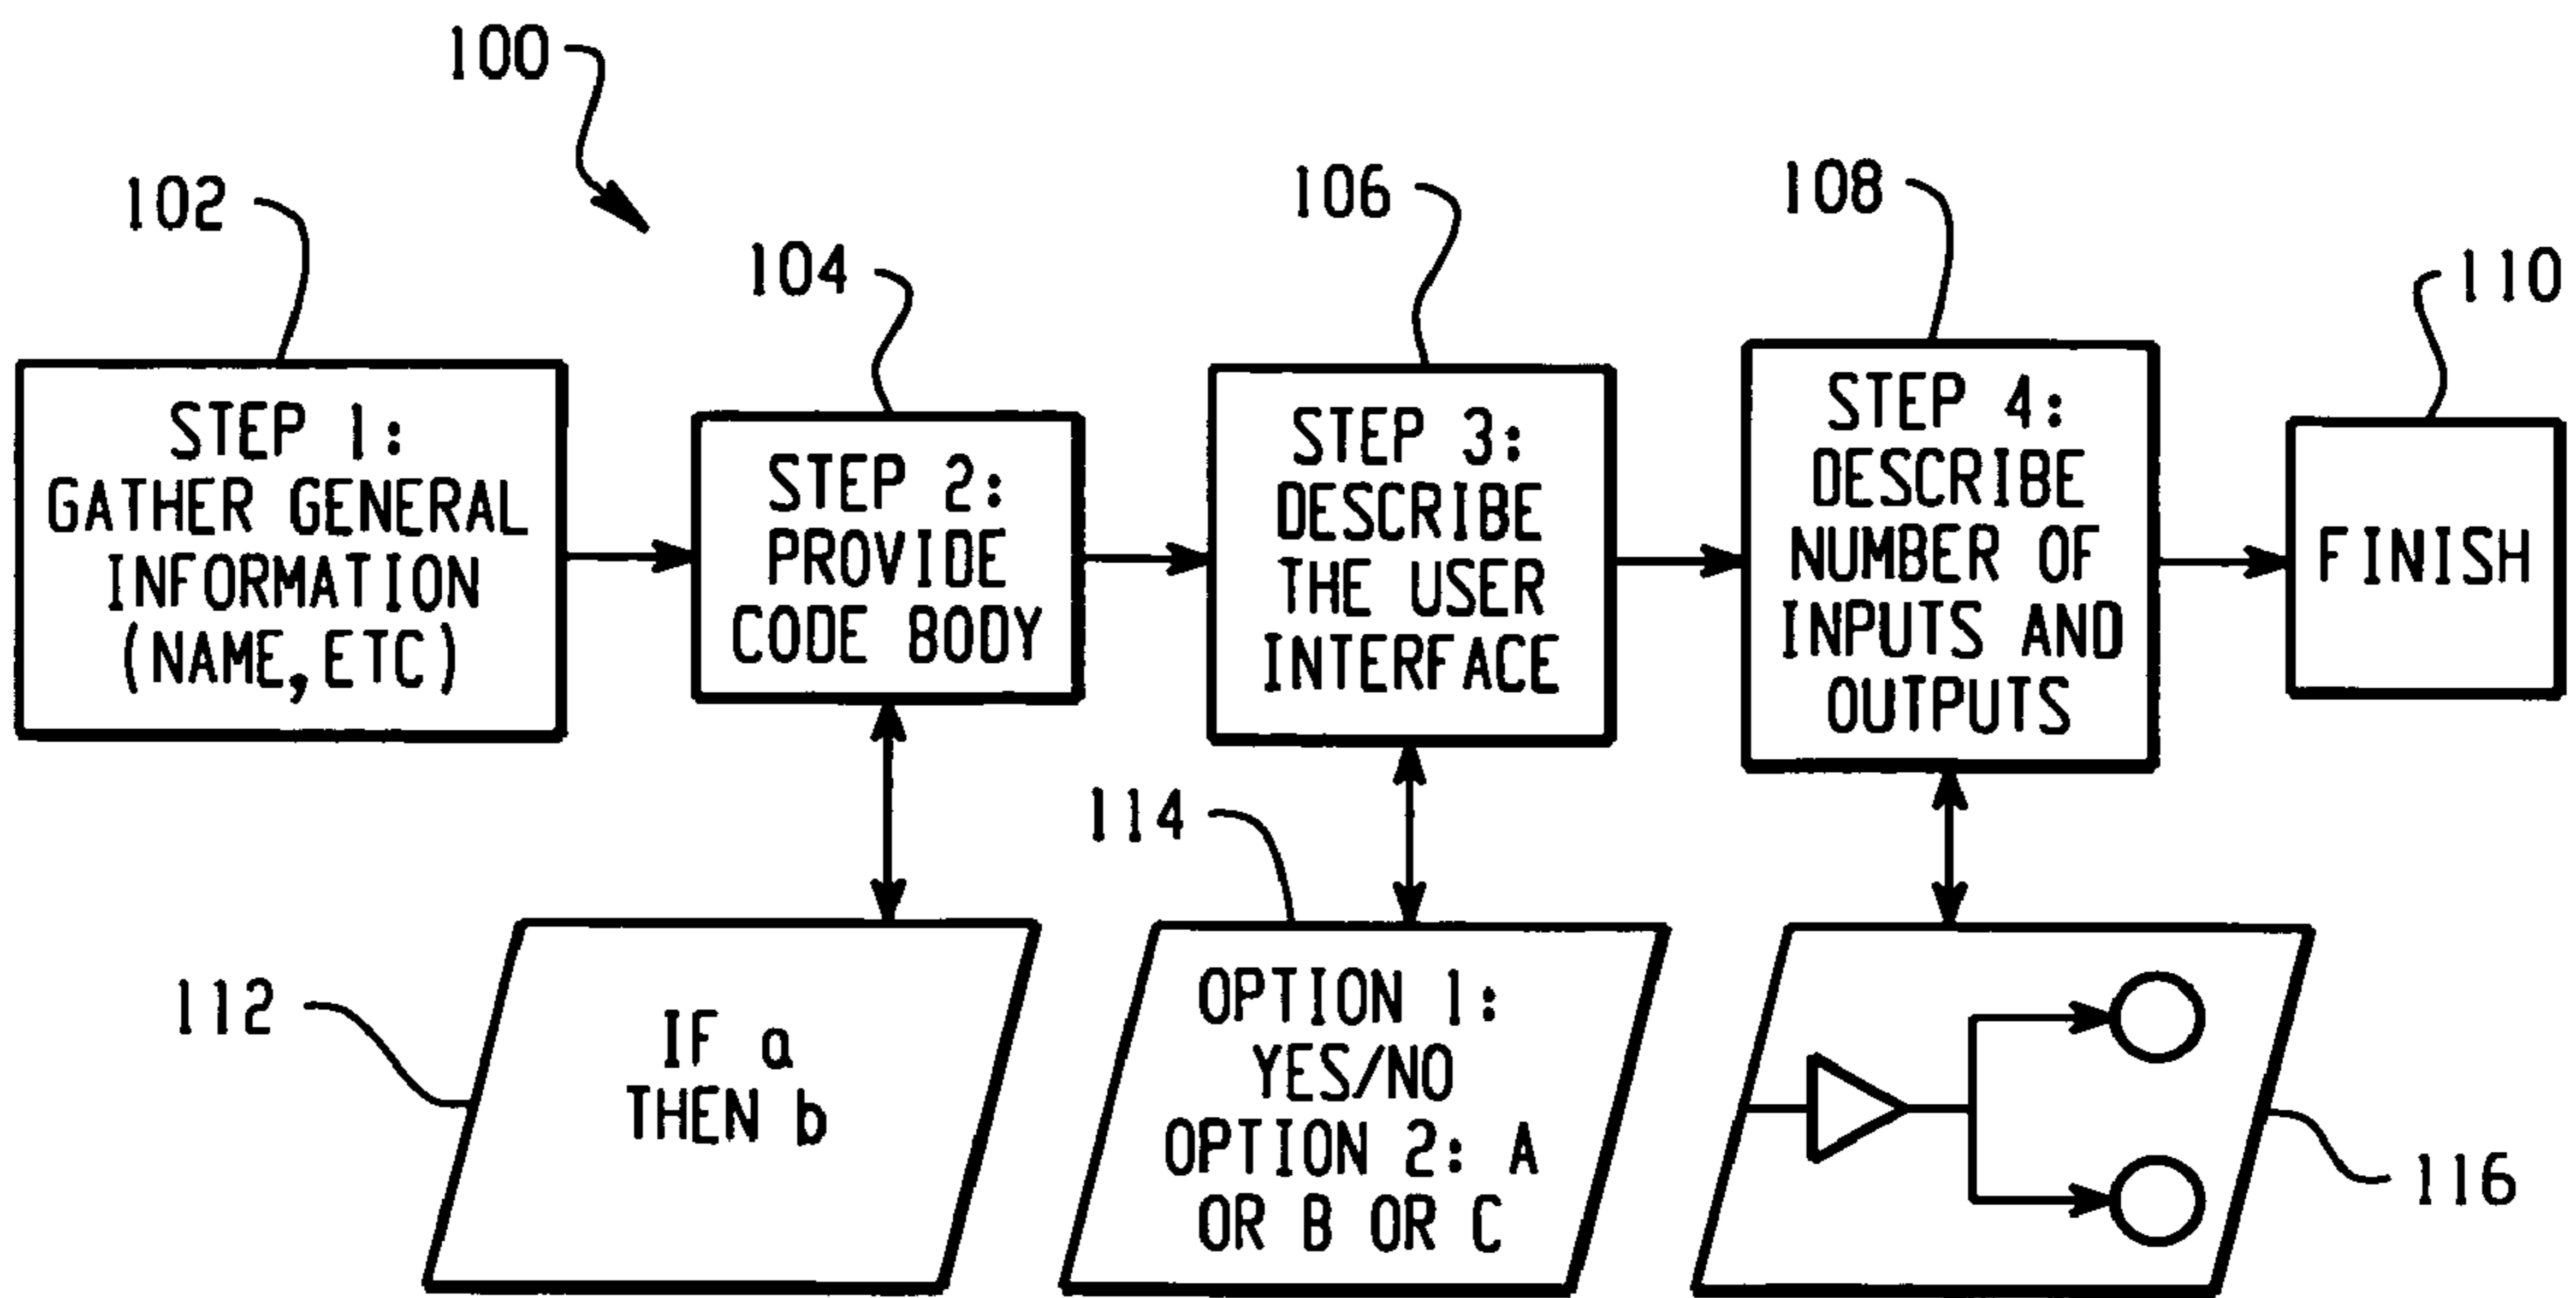 100
102
104
106
108
110
STEP 1:
GATHER GENERAL
INFORMATION
(NAME, ETC)
STEP 2:
PROVIDE
CODE BODY
STEP 3:
DESCRIBE
THE USER
INTERFACE
STEP 4:
DESCRIBE
NUMBER OF
INPUTS AND
OUTPUTS
FINISH
112
IF a
THEN b
114
OPTION 1:
YES/NO
OPTION 2: A
OR B OR C
116